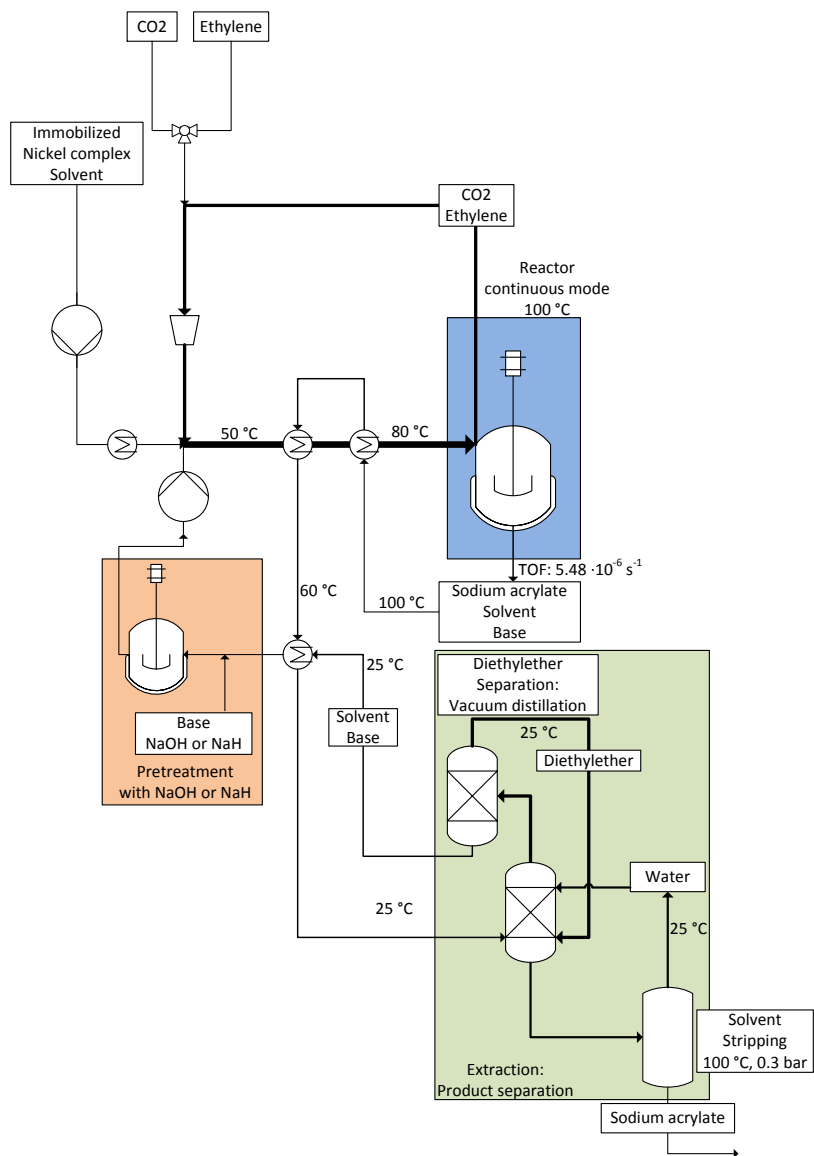 CO2
Ethylene
Immobilized
Nickel complex
Solvent
CO2
Ethylene
Reactor
continuous mode
100 °C
50 °C
80 °C
TOF: 5.48 ·10-6 s-1
60 °C
100 °C
Sodium acrylate
Solvent
Base
25 °C
Diethylether
Separation:
Vacuum distillation
Base
NaOH or NaH
Solvent
Base
25 °C
Diethylether
Pretreatment
with NaOH or NaH
Water
25 °C
25 °C
Solvent
Stripping
100 °C, 0.3 bar
Extraction:
Product separation
Sodium acrylate